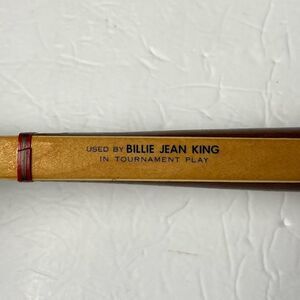 USED BY BILLIE JEAN KING
IN TOURNAMENT PLAY